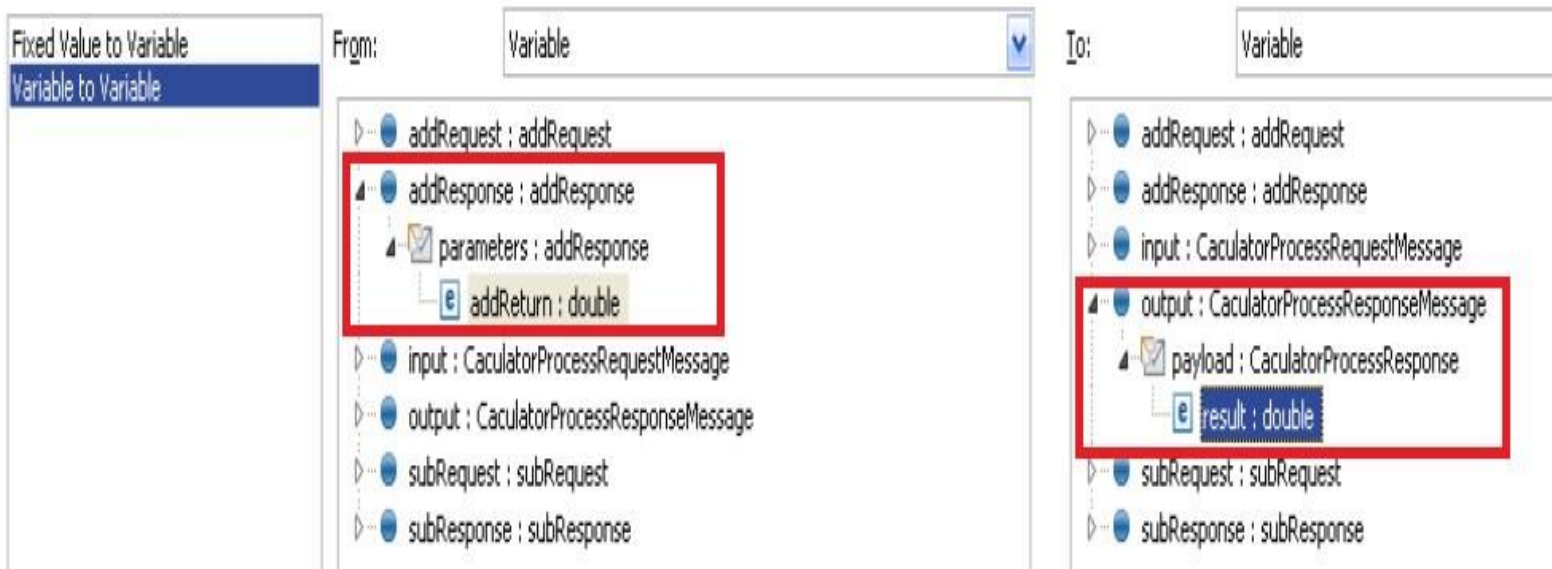 Fixed Value to Variable
Variable to Variable
From:
Variable
addRequest : addRequest
addResponse : addResponse
parameters : addResponse
addReturn : double
input : CaculatorProcessRequestMessage
output : CaculatorProcessResponseMessage
subRequest : subRequest
subResponse : subResponse
To:
Variable
addRequest : addRequest
addResponse : addResponse
input : CaculatorProcessRequestMessage
output : CaculatorProcessResponseMessage
payload : CaculatorProcessResponse
result : double
subRequest : subRequest
subResponse : subResponse